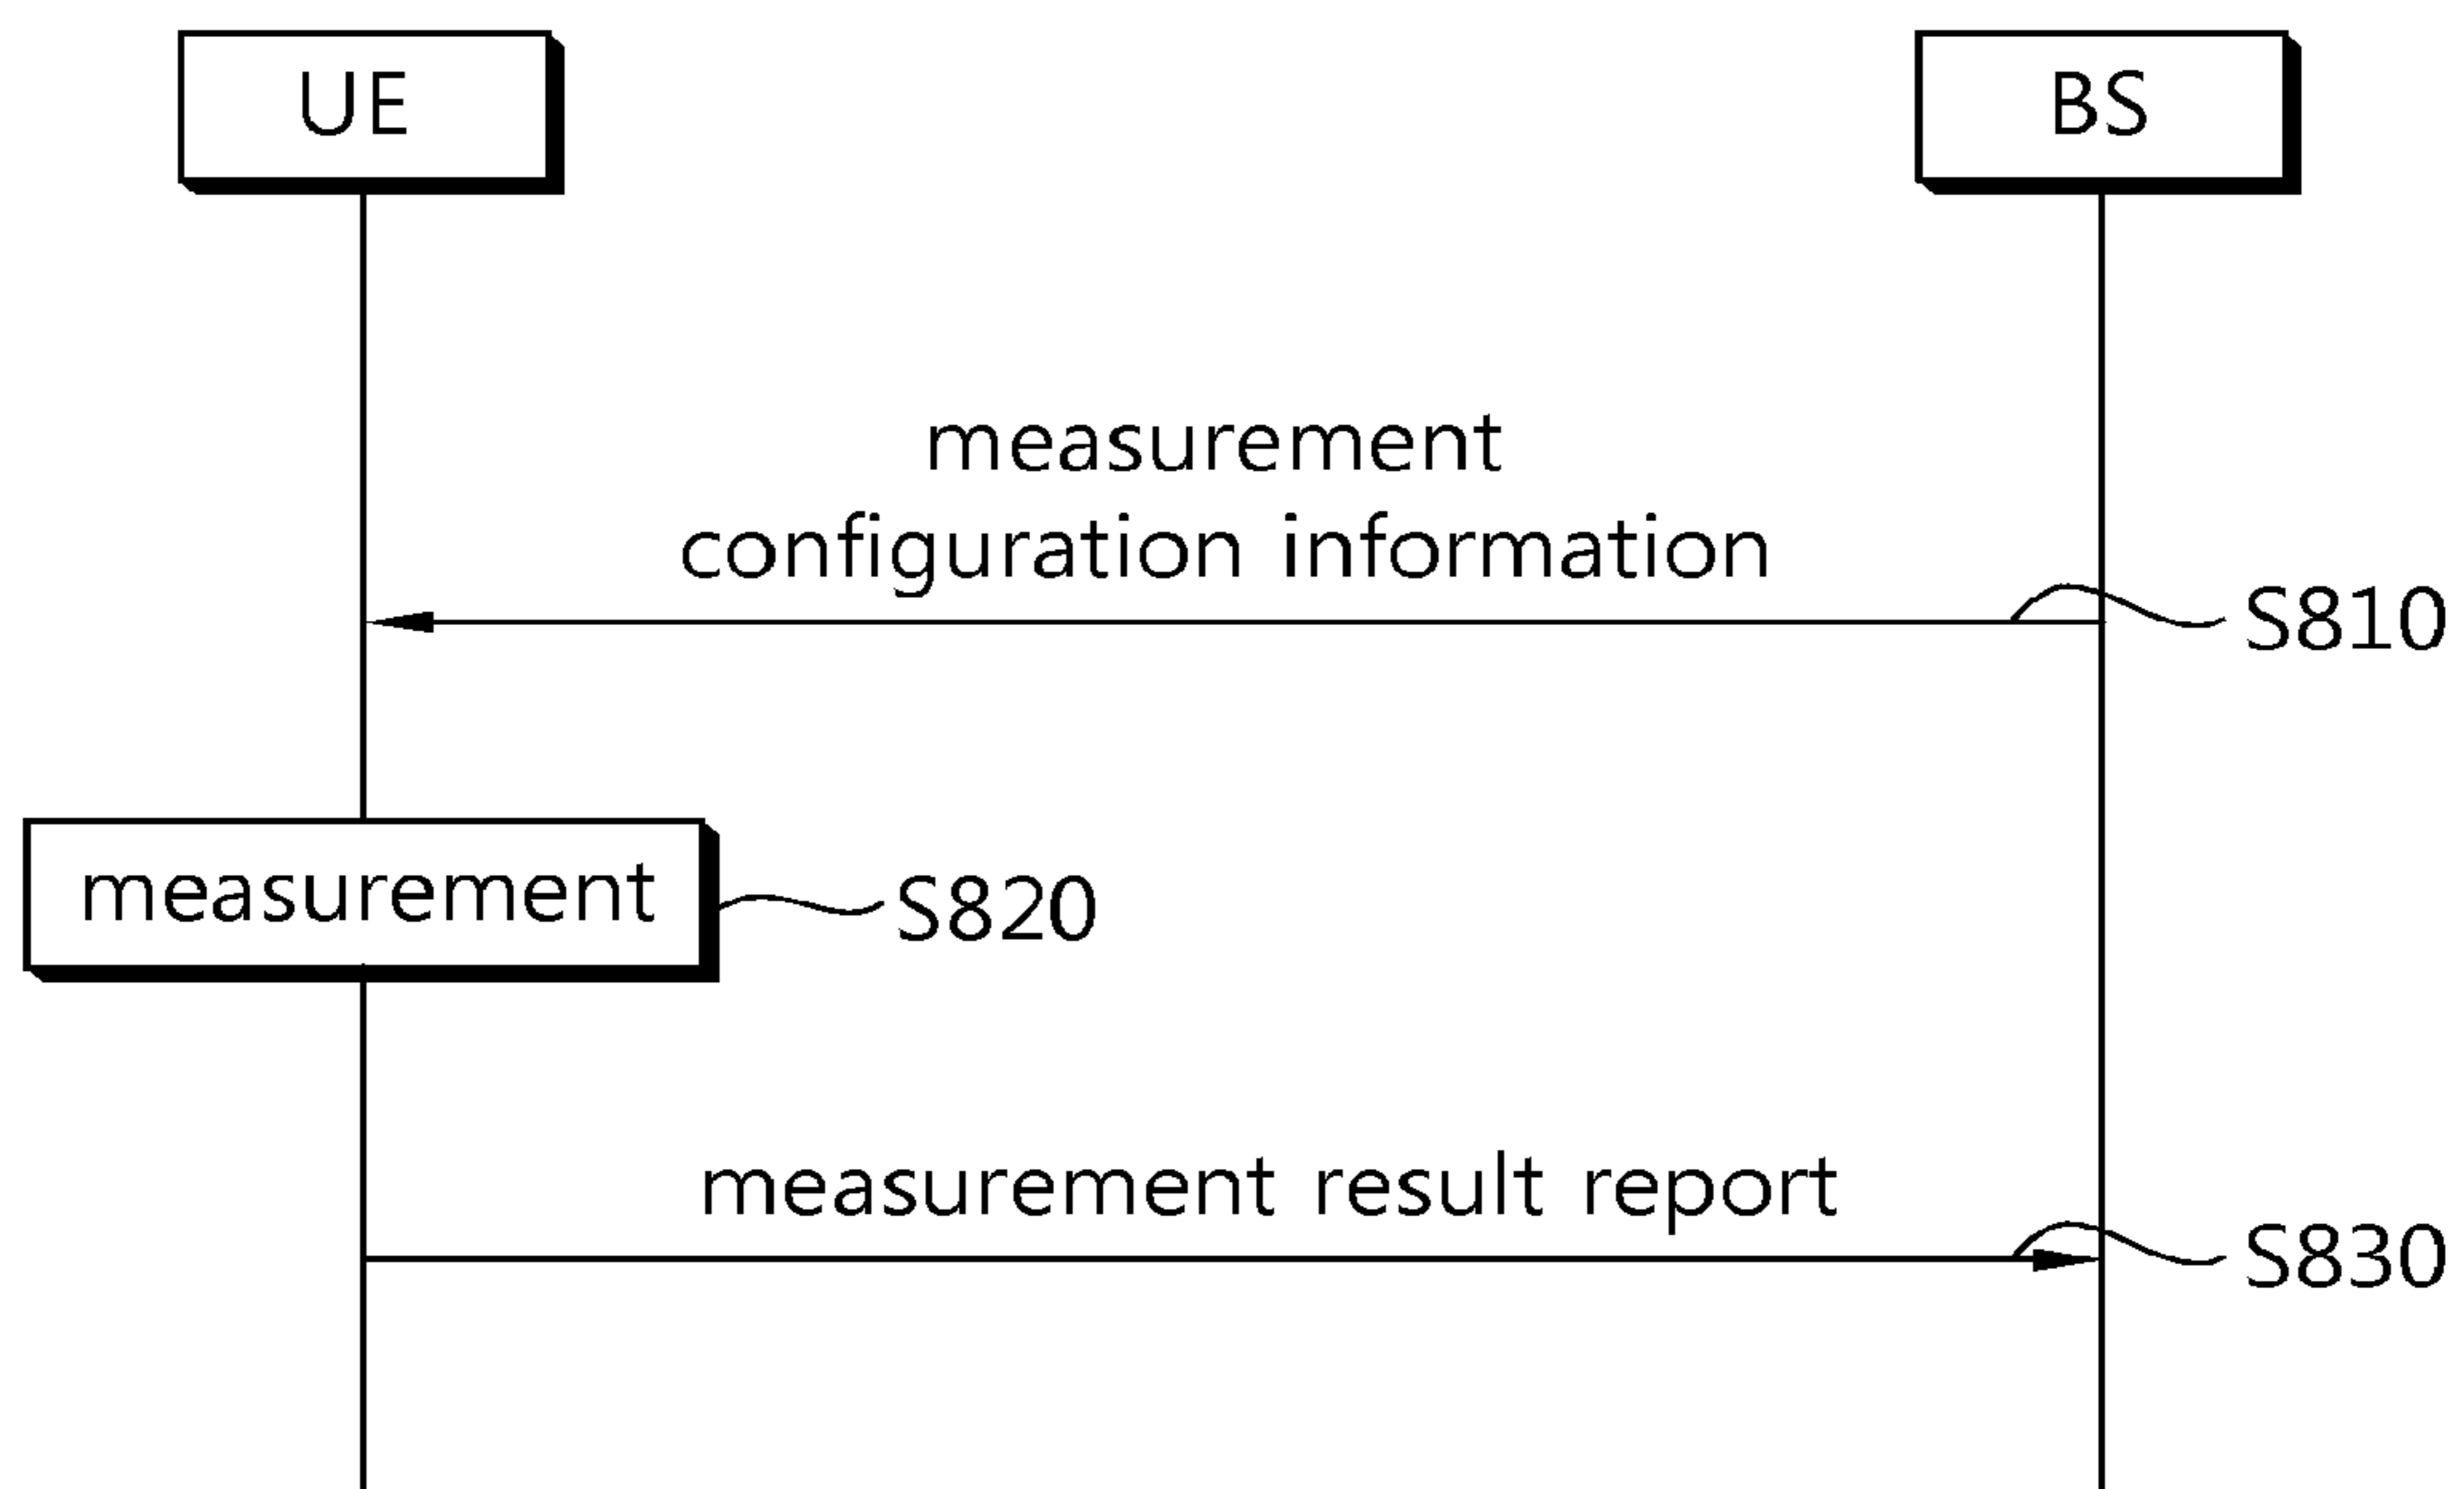 UE
BS
measurement
configuration information
S810
measurement
S820
measurement result report
S830